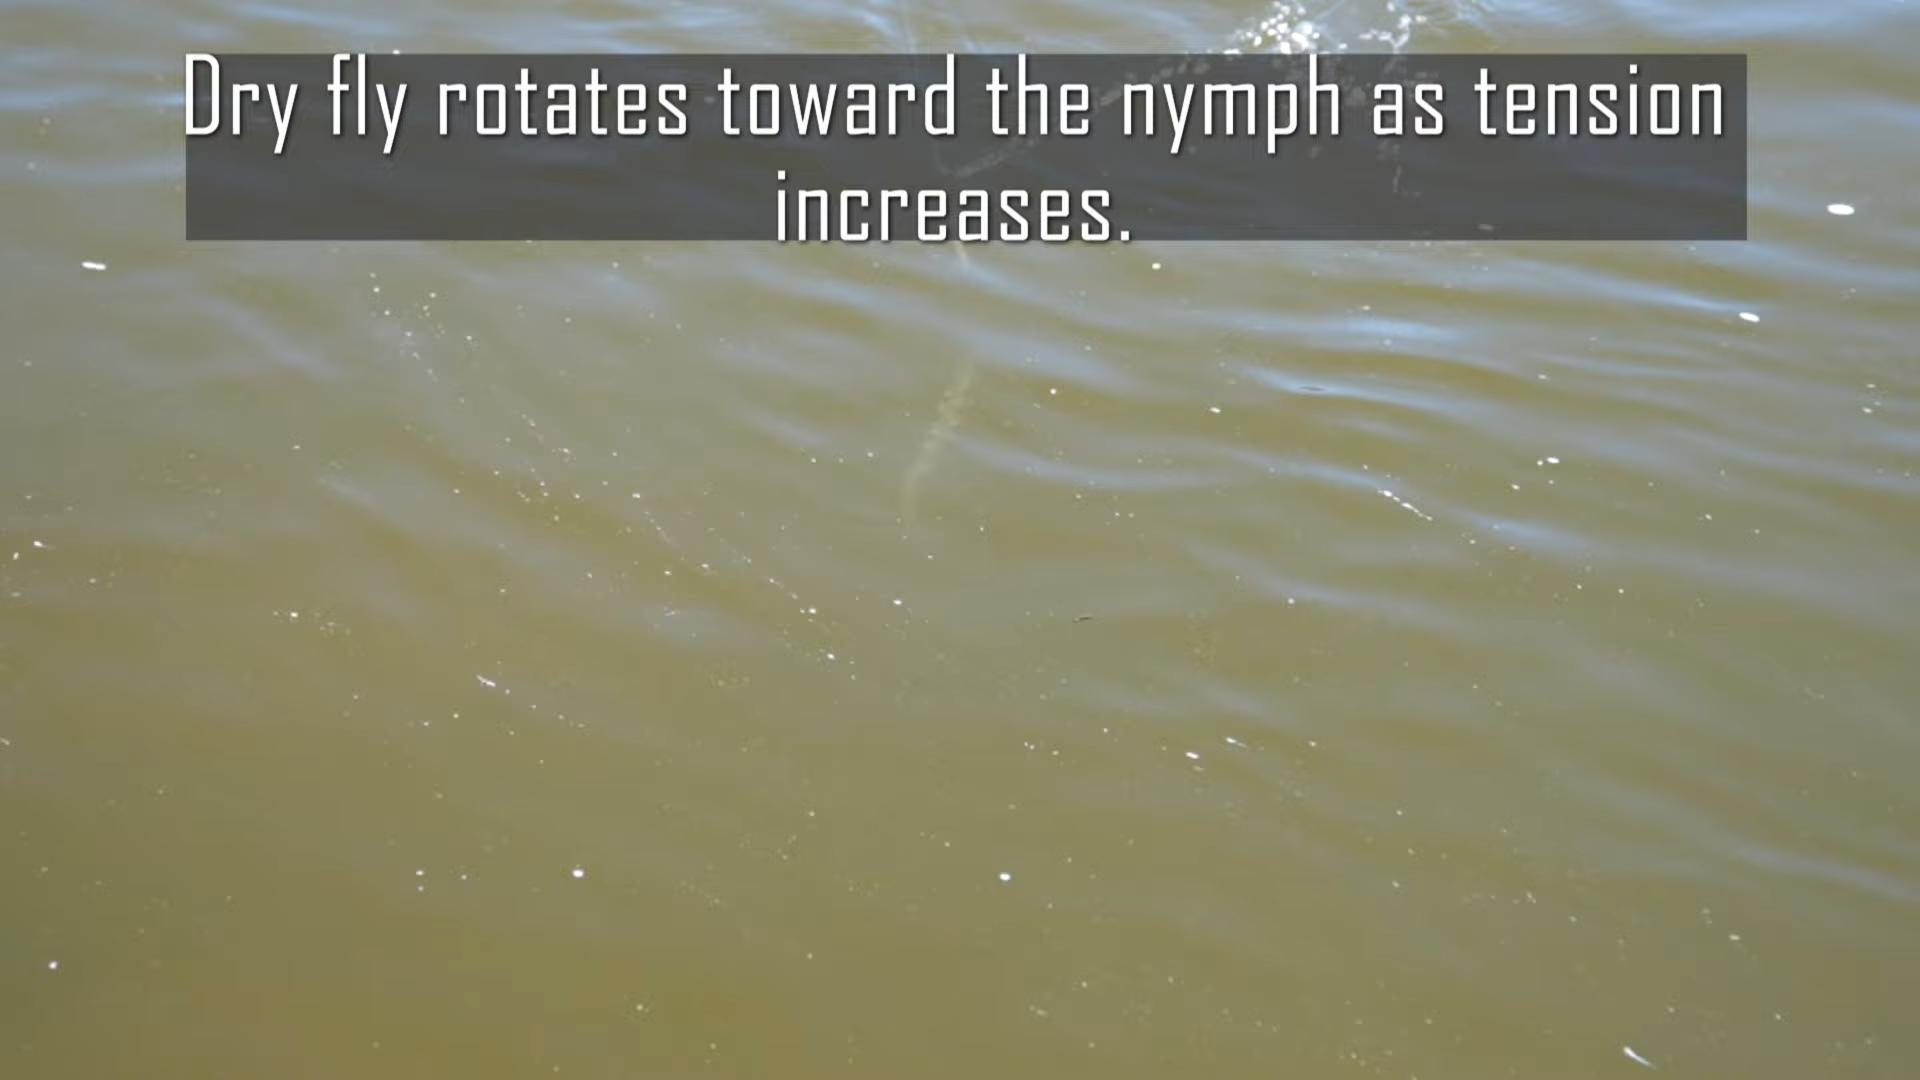 Dry fly rotates toward the nymph as tension
increases.